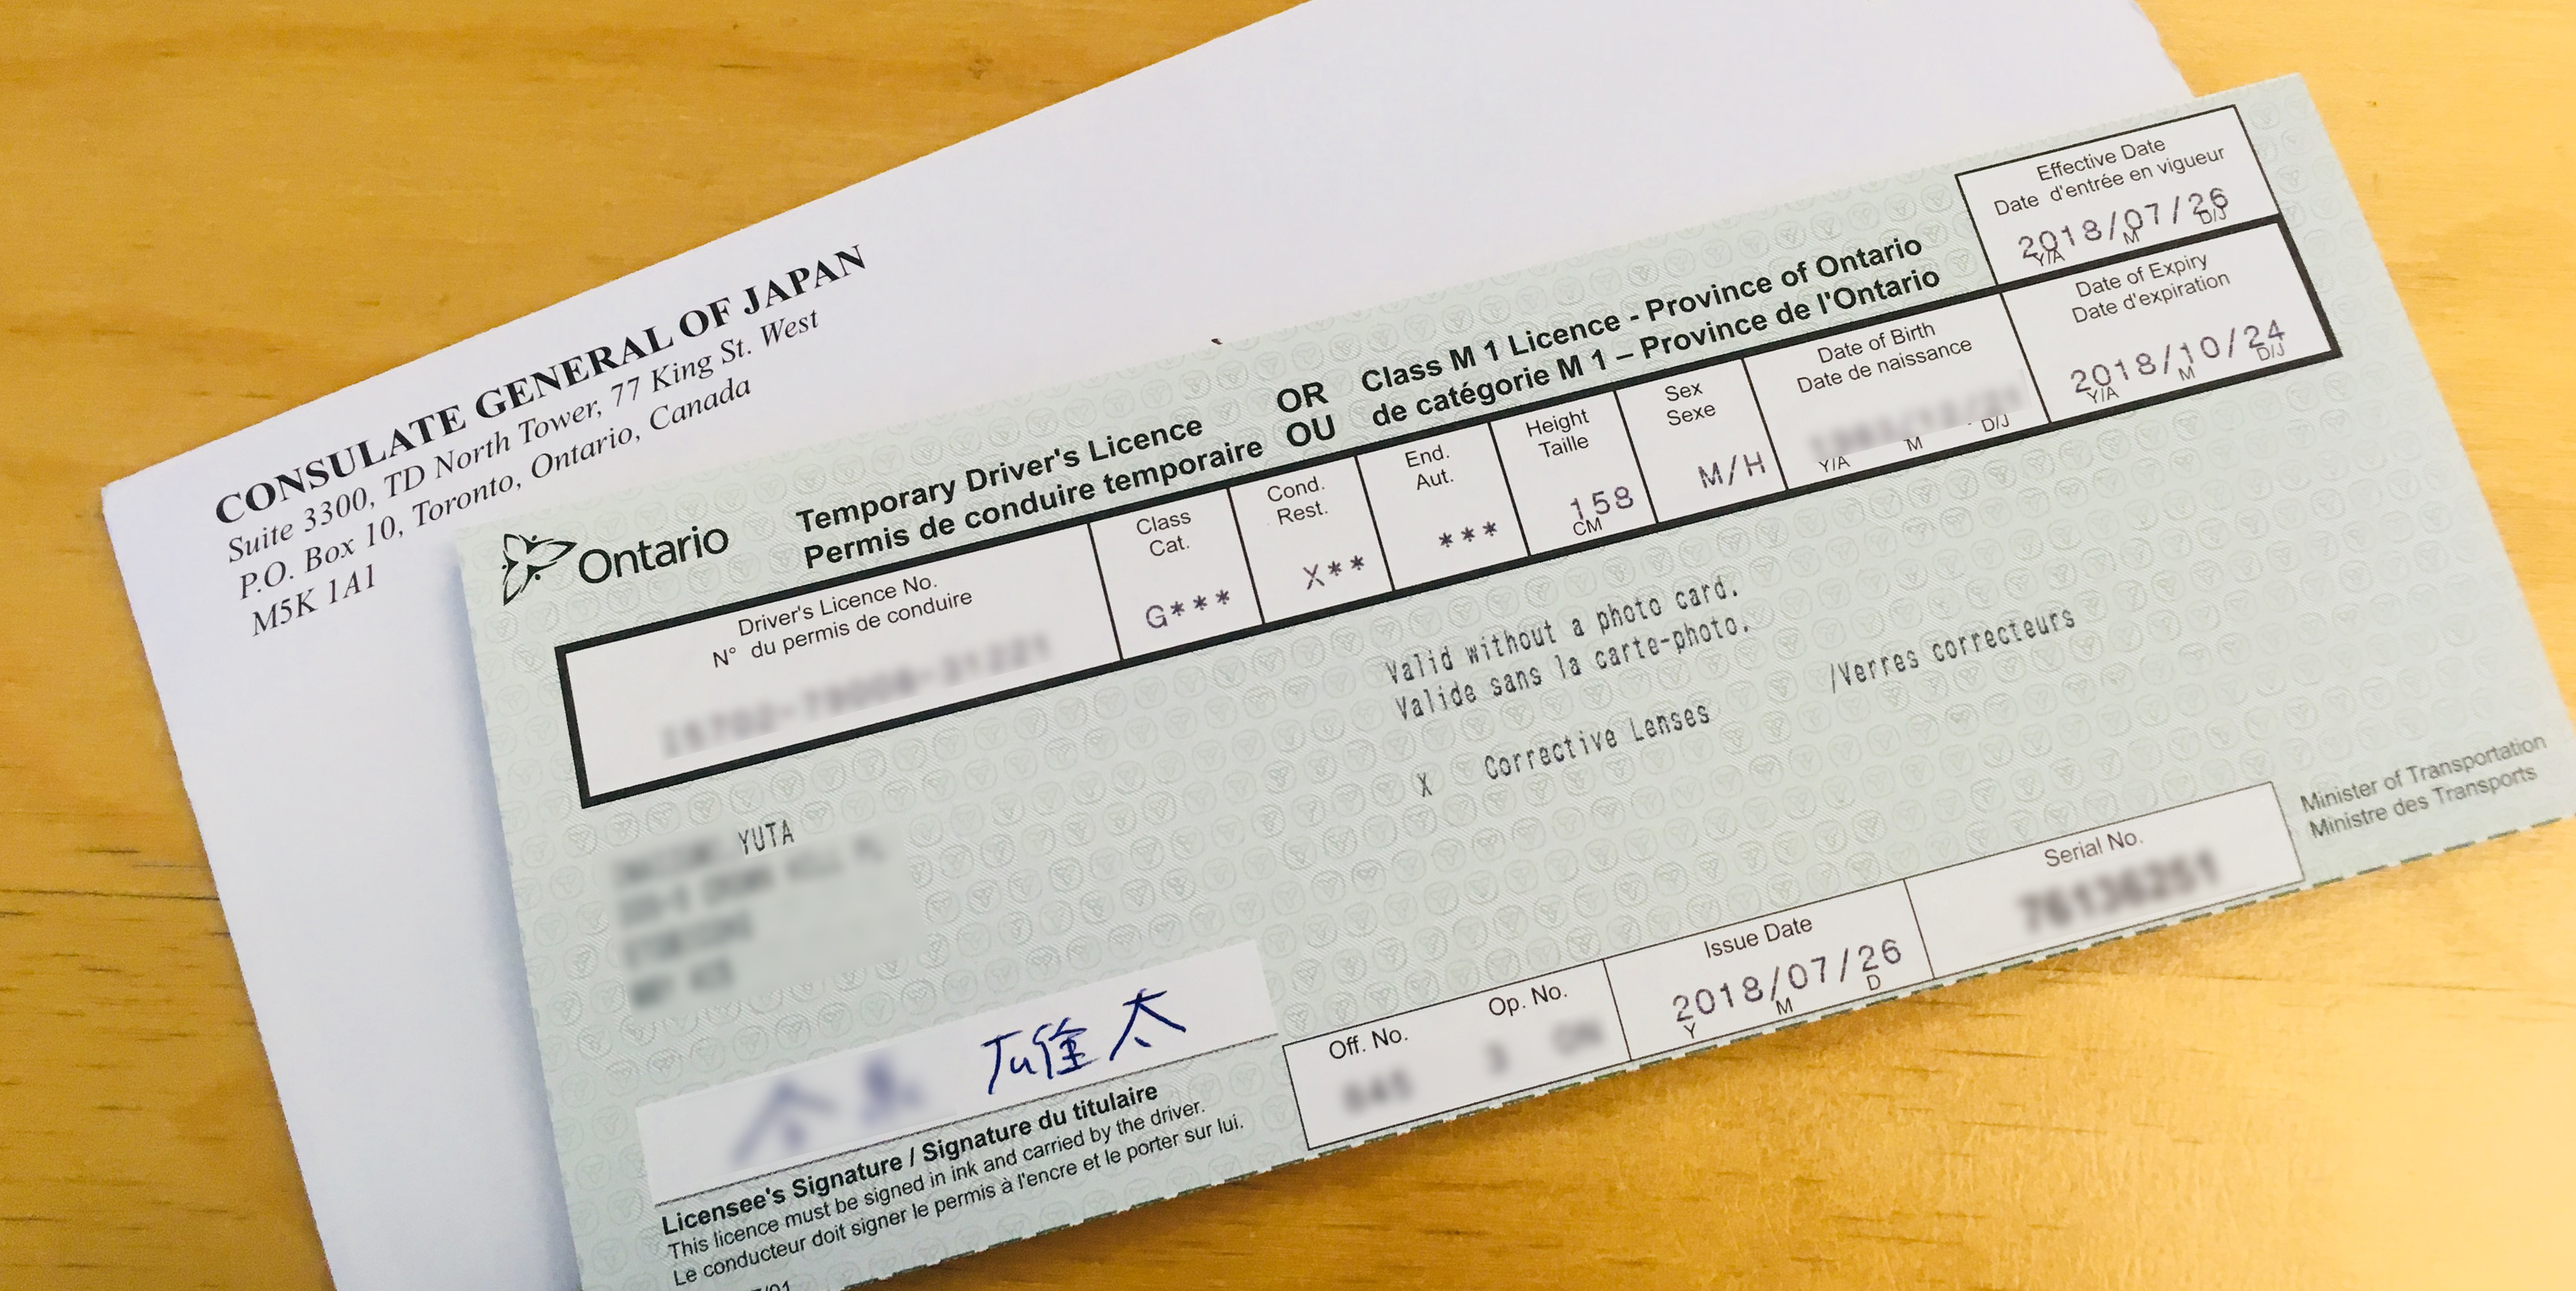 CONSULATE GENERAL OF JAPAN
Suite 3300, TD North Tower, 77 King St. West
P.O. Box 10, Toronto, Ontario, Canada
M5K 1A1
Ontario
Temporary Driver's Licence OR Class M 1 Licence - Province of Ontario
Permis de conduire temporaire OU de catégorie M 1 – Province de l'Ontario
Effective Date
Date d'entrée en vigueur
2018/07/26
Y/A M D/J
Driver's Licence No.
N° du permis de conduire
Class
Cat.
G***
Cond.
Rest.
X**
End.
Aut.
***
Height
Taille
158
CM
Sex
Sexe
M/H
Date of Birth
Date de naissance
Y/A M D/J
Date of Expiry
Date d'expiration
2018/10/24
Y/A M D/J
Valid without a photo card.
Valide sans la carte-photo.
X Corrective Lenses /Verres correcteurs
YUTA
雄太
Licensee's Signature / Signature du titulaire
This licence must be signed in ink and carried by the driver.
Le conducteur doit signer le permis à l'encre et le porter sur lui.
Off. No. Op. No.
Issue Date
2018/07/26
Y M D
Serial No.
Minister of Transportation
Ministre des Transports